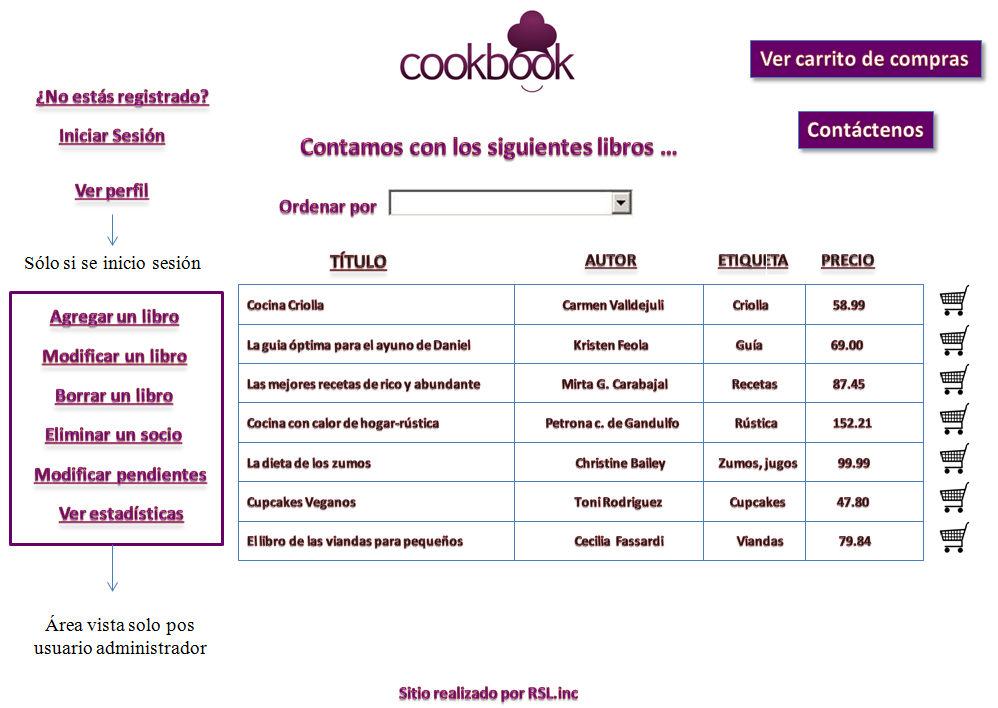 cookbook
Ver carrito de compras
¿No estás registrado?
Iniciar Sesión
Contáctenos
Contamos con los siguientes libros ...
Ver perfil
Ordenar por
Sólo si se inicio sesión
TÍTULO AUTOR ETIQUETA PRECIO
Agregar un libro
Modificar un libro
Borrar un libro
Eliminar un socio
Modificar pendientes
Ver estadísticas
Cocina Criolla Carmen Valldejuli Criolla 58.99
La guia óptima para el ayuno de Daniel Kristen Feola Guía 69.00
Las mejores recetas de rico y abundante Mirta G. Carabajal Recetas 87.45
Cocina con calor de hogar-rústica Petrona c. de Gandulfo Rústica 152.21
La dieta de los zumos Christine Bailey Zumos, jugos 99.99
Cupcakes Veganos Toni Rodriguez Cupcakes 47.80
El libro de las viandas para pequeños Cecilia Fassardi Viandas 79.84
Área vista solo pos
usuario administrador
Sitio realizado por RSL.inc